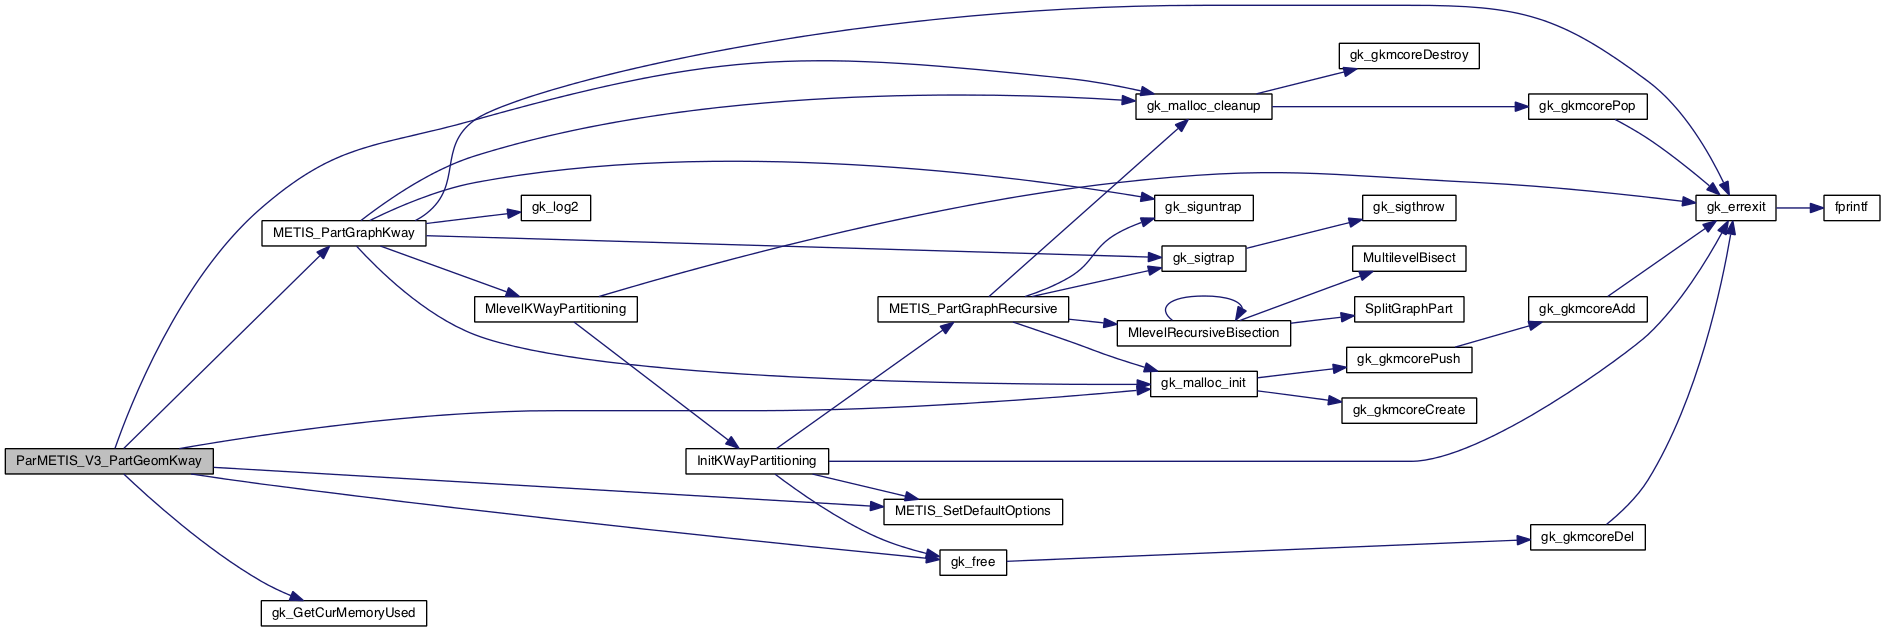 gk_gkmcoreDestroy
gk_malloc_cleanup
gk_gkmcorePop
gk_log2
gk_siguntrap
gk_sigthrow
gk_errexit
fprintf
METIS_PartGraphKway
gk_sigtrap
MultilevelBisect
MlevelKWayPartitioning
METIS_PartGraphRecursive
SplitGraphPart
gk_gkmcoreAdd
MlevelRecursiveBisection
gk_gkmcorePush
gk_malloc_init
gk_gkmcoreCreate
ParMETIS_V3_PartGeomKway
InitKWayPartitioning
METIS_SetDefaultOptions
gk_gkmcoreDel
gk_free
gk_GetCurMemoryUsed